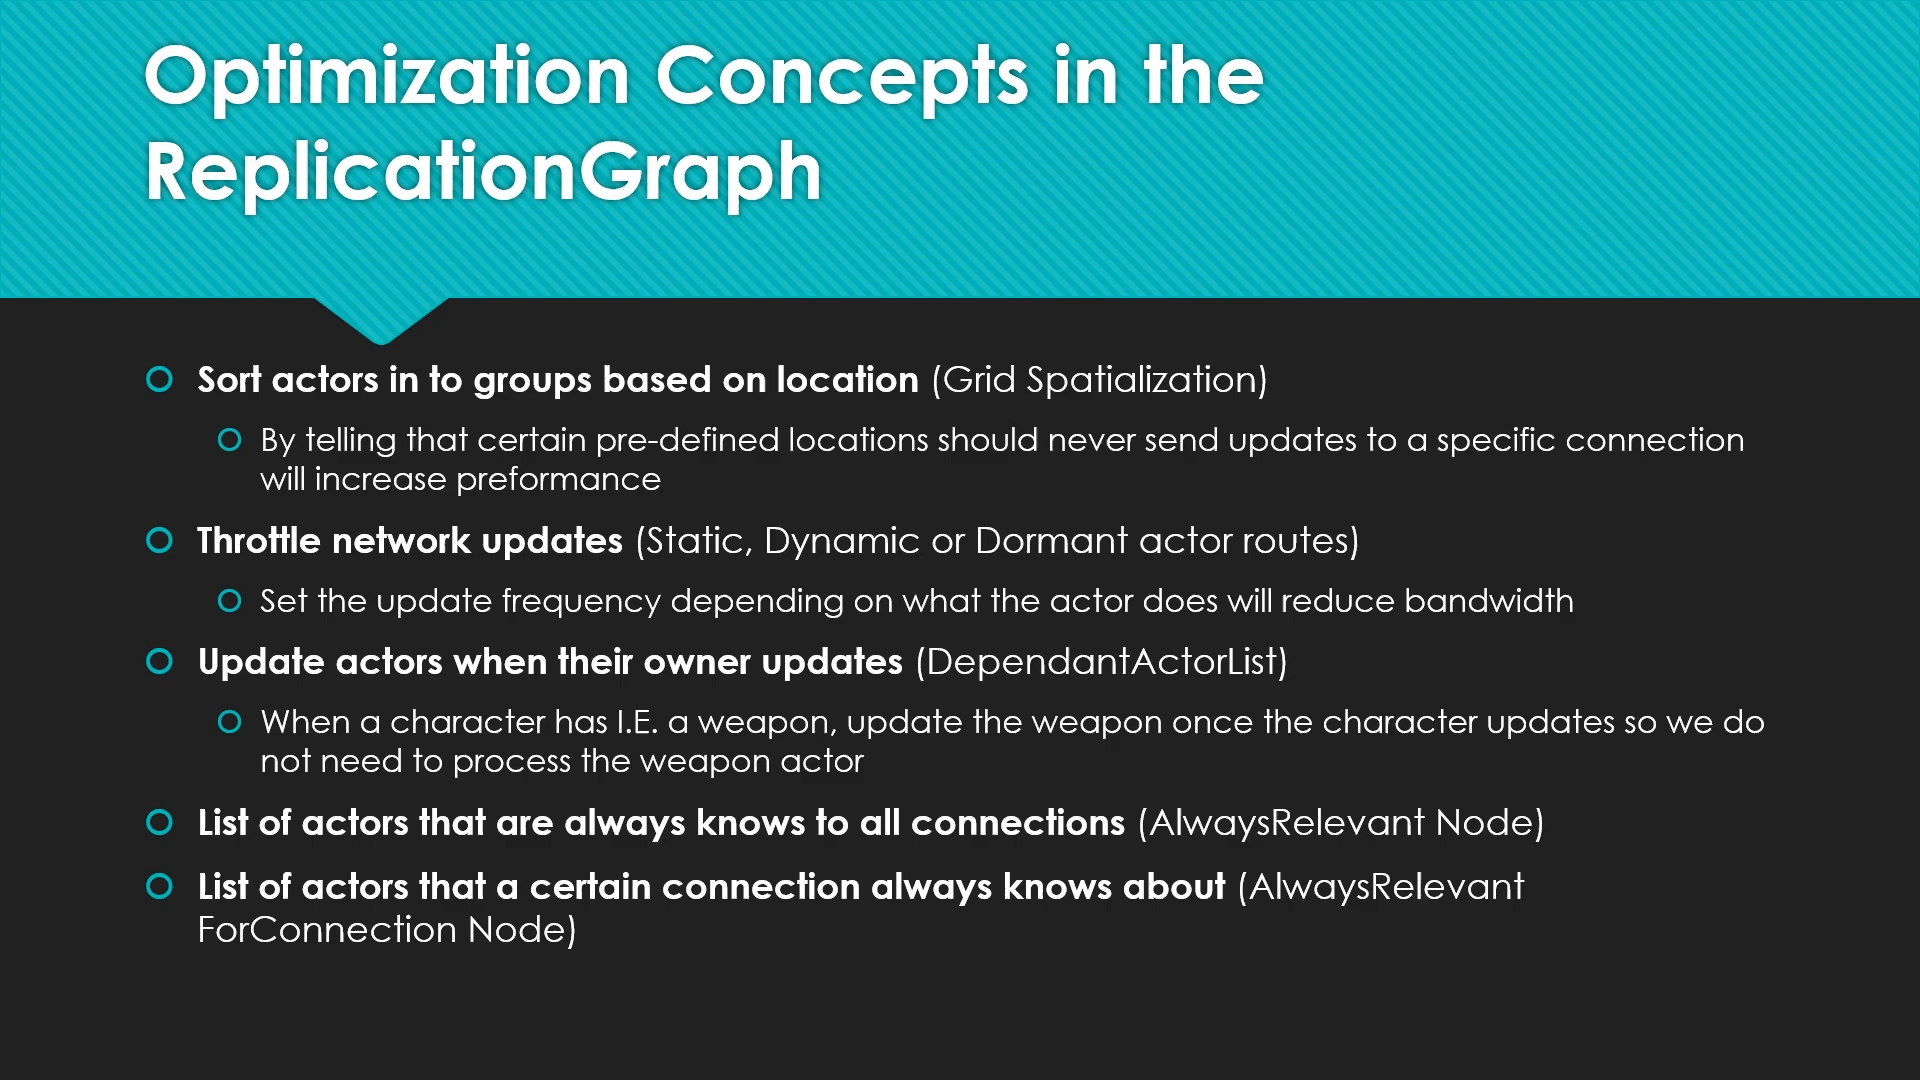 Optimization Concepts in the
ReplicationGraph
Sort actors in to groups based on location (Grid Spatialization)
By telling that certain pre-defined locations should never send updates to a specific connection
will increase preformance
Throttle network updates (Static, Dynamic or Dormant actor routes)
Set the update frequency depending on what the actor does will reduce bandwidth
Update actors when their owner updates (DependantActorList)
When a character has I.E. a weapon, update the weapon once the character updates so we do
not need to process the weapon actor
List of actors that are always knows to all connections (AlwaysRelevant Node)
List of actors that a certain connection always knows about (AlwaysRelevant
ForConnection Node)